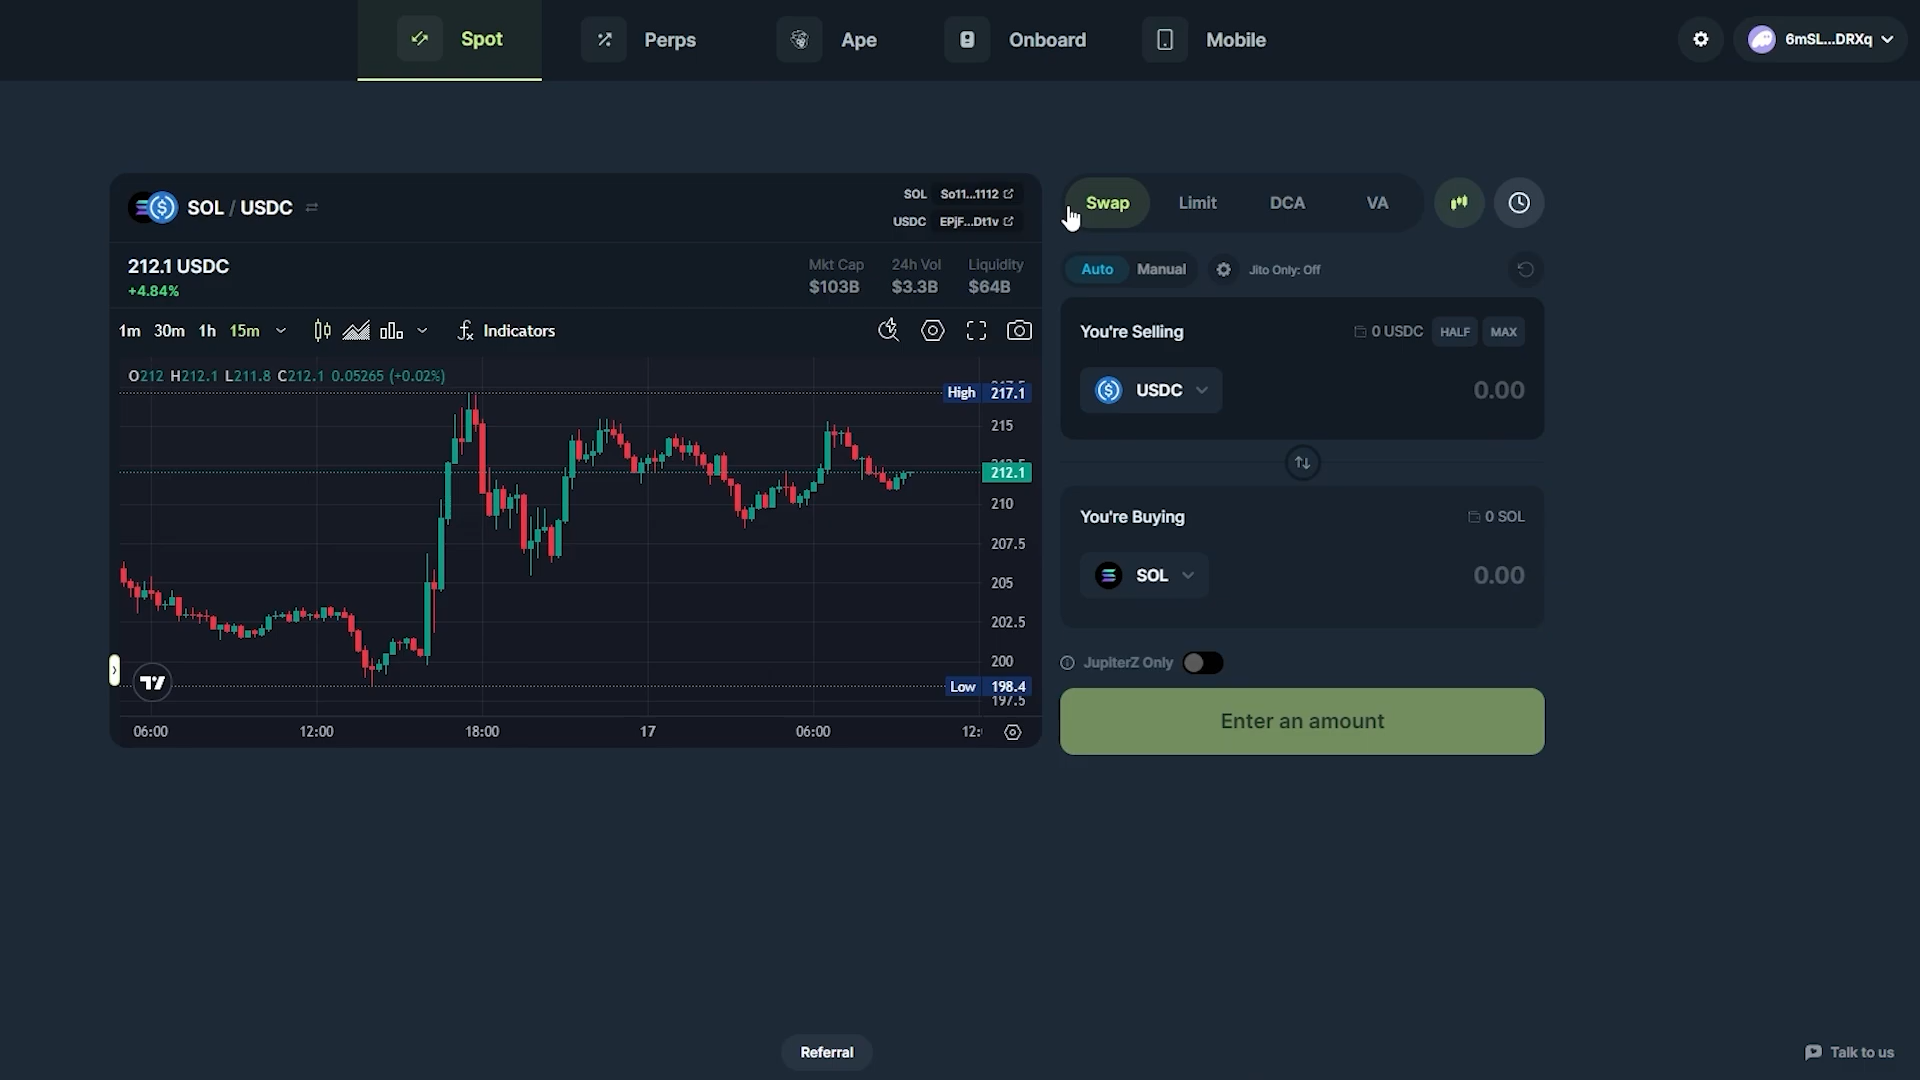 Spot
Perps
Ape
Onboard
Mobile
6mSL...DRXq
SOL / USDC
SOL So11...1112
USDC EPjF...Dt1v
212.1 USDC
+4.84%
Mkt Cap
$103B
24h Vol
$3.3B
Liquidity
$64B
1m 30m 1h 15m
Indicators
O212 H212.1 L211.8 C212.1 0.05265 (+0.02%)
High 217.1
215
212.1
210
207.5
205
202.5
200
Low 198.4
197.5
06:00
12:00
18:00
17
06:00
Swap
Limit
DCA
VA
Auto
Manual
Jito Only: Off
You're Selling
0 USDC
HALF
MAX
USDC
0.00
You're Buying
0 SOL
SOL
0.00
JupiterZ Only
Enter an amount
Referral
Talk to us